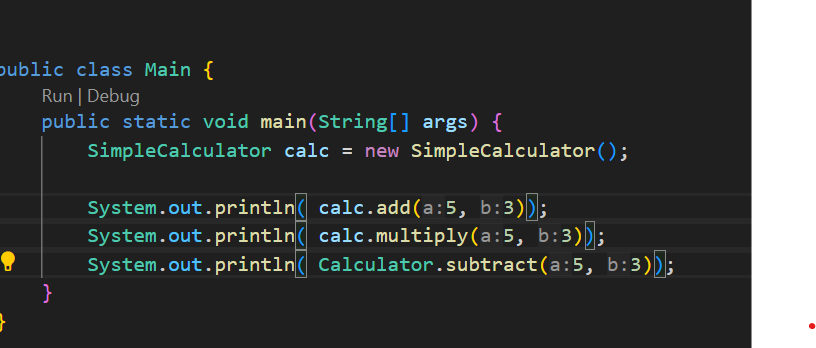 public class Main {
Run | Debug
public static void main(String[] args) {
SimpleCalculator calc = new SimpleCalculator();
System.out.println( calc.add(a:5, b:3));
System.out.println( calc.multiply(a:5, b:3));
System.out.println( Calculator.subtract(a:5, b:3));
}
}